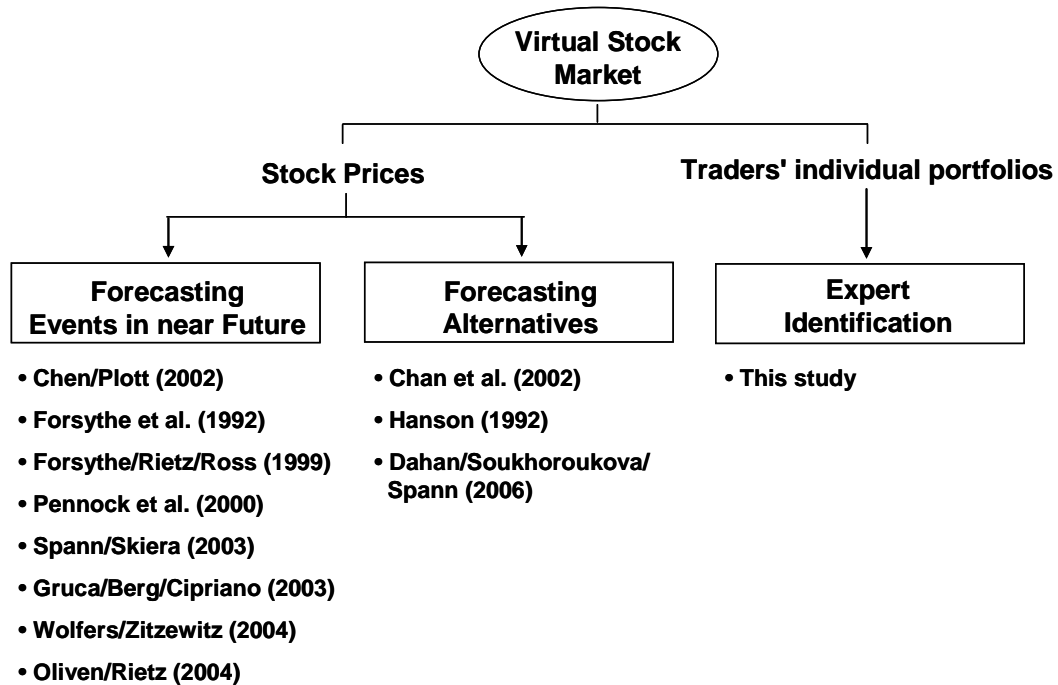 Virtual Stock
Market
Stock Prices
Traders' individual portfolios
Forecasting
Events in near Future
Forecasting
Alternatives
Expert
Identification
• Chen/Plott (2002)
• Forsythe et al. (1992)
• Forsythe/Rietz/Ross (1999)
• Pennock et al. (2000)
• Spann/Skiera (2003)
• Gruca/Berg/Cipriano (2003)
• Wolfers/Zitzewitz (2004)
• Oliven/Rietz (2004)
• Chan et al. (2002)
• Hanson (1992)
• Dahan/Soukhoroukova/
Spann (2006)
• This study